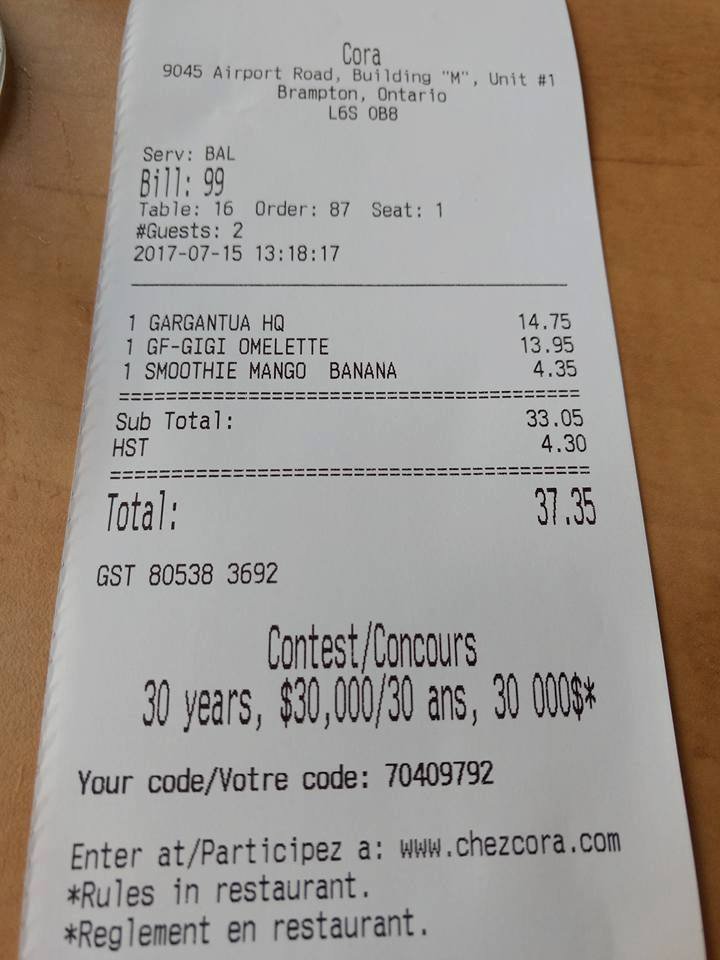 Cora
9045 Airport Road, Building "M", Unit #1
Brampton, Ontario
L6S 0B8
Serv: BAL
Bill: 99
Table: 16 Order: 87 Seat: 1
#Guests: 2
2017-07-15 13:18:17
1 GARGANTUA HQ 14.75
1 GF-GIGI OMELETTE 13.95
1 SMOOTHIE MANGO BANANA 4.35
========================================
Sub Total: 33.05
HST 4.30
========================================
Total: 37.35
GST 80538 3692
Contest/Concours
30 years, $30,000/30 ans, 30 000$*
Your code/Votre code: 70409792
Enter at/Participez a: www.chezcora.com
*Rules in restaurant.
*Reglement en restaurant.